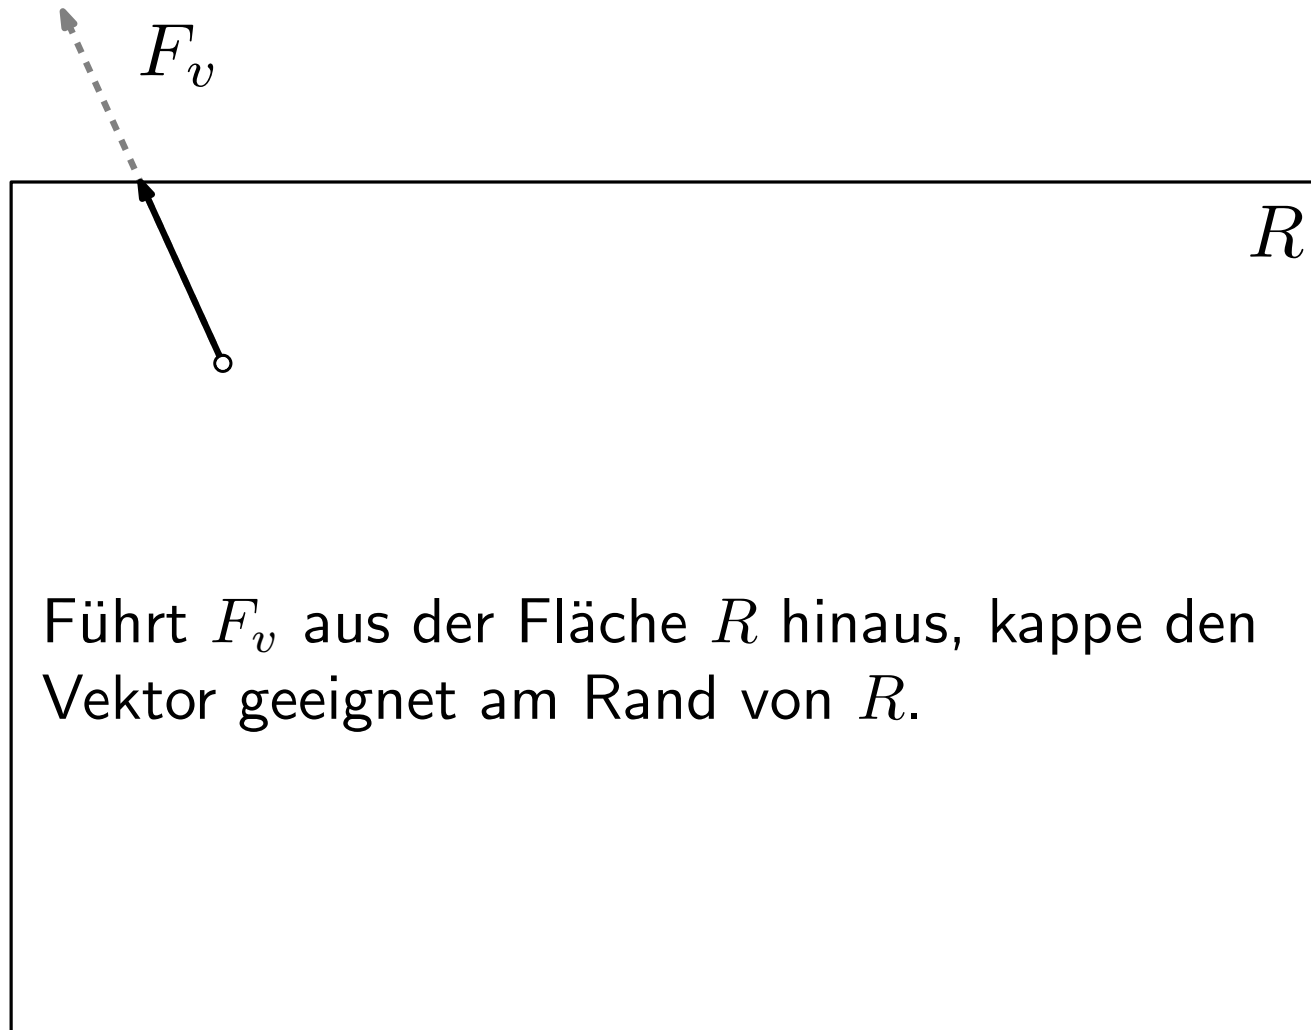 F_v
R
Führt F_v aus der Fläche R hinaus, kappe den
Vektor geeignet am Rand von R.